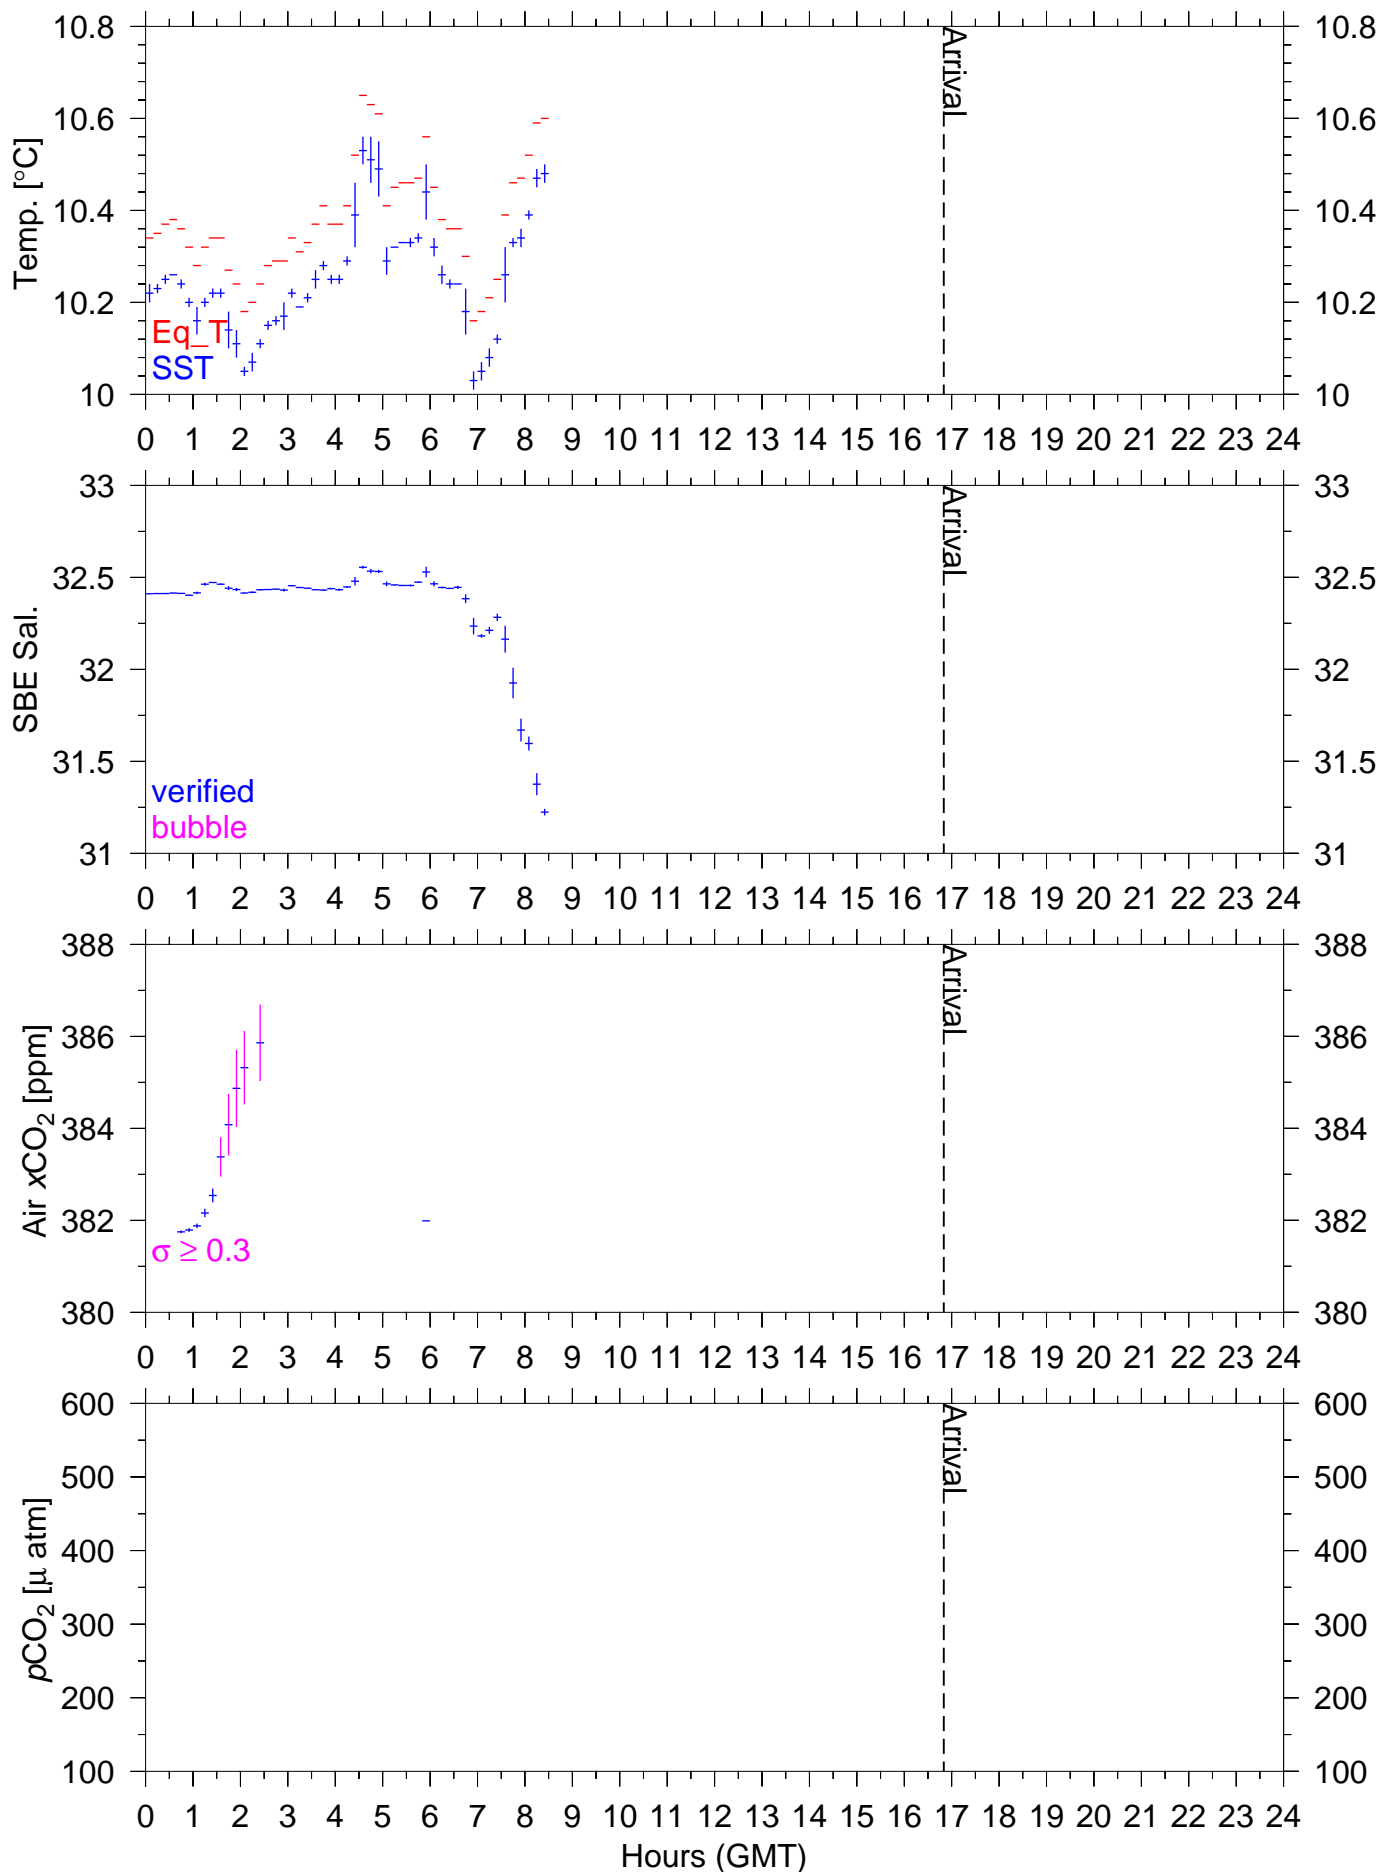 10.8 10.8
Arrival
10.6 10.6
10.4 10.4
Temp. [°C]
10.2 10.2
Eq_T
SST
10 10
0 1 2 3 4 5 6 7 8 9 10 11 12 13 14 15 16 17 18 19 20 21 22 23 24
33 33
Arrival
32.5 32.5
32 32
SBE Sal.
31.5 31.5
verified
bubble
31 31
0 1 2 3 4 5 6 7 8 9 10 11 12 13 14 15 16 17 18 19 20 21 22 23 24
388 388
Arrival
386 386
384 384
Air xCO₂ [ppm]
382 382
σ ≥ 0.3
380 380
0 1 2 3 4 5 6 7 8 9 10 11 12 13 14 15 16 17 18 19 20 21 22 23 24
600 600
Arrival
500 500
400 400
pCO₂ [μ atm]
300 300
200 200
100 100
0 1 2 3 4 5 6 7 8 9 10 11 12 13 14 15 16 17 18 19 20 21 22 23 24
Hours (GMT)